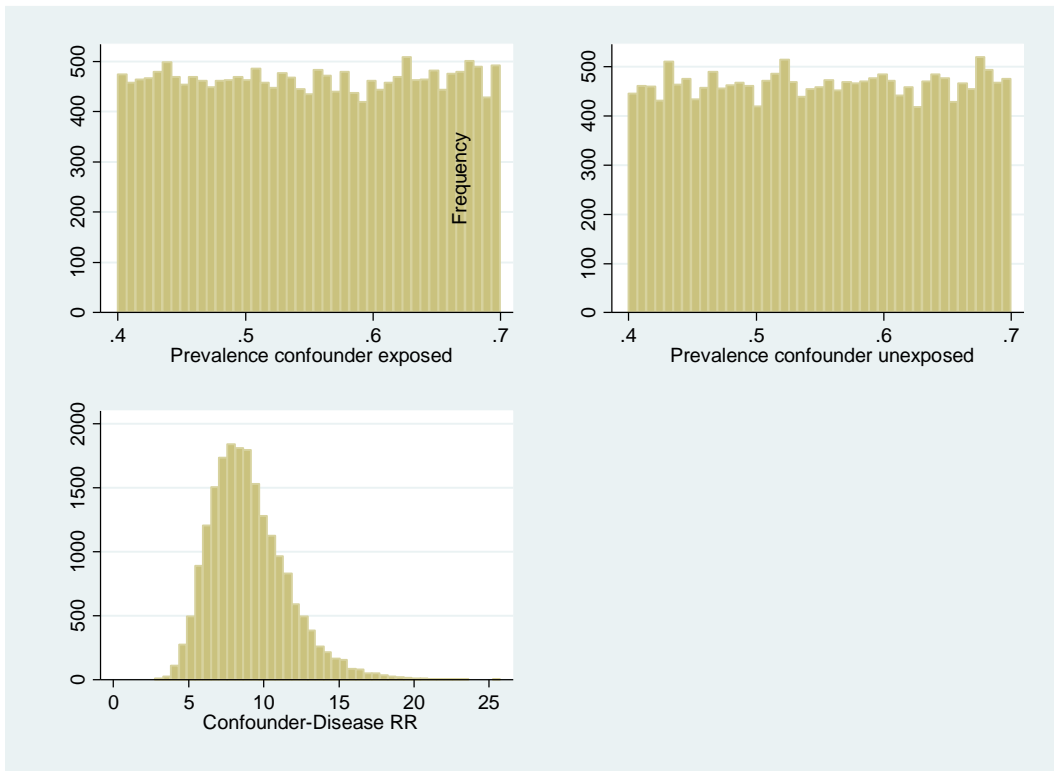 500
400
300
200
100
0
Frequency
.4 .5 .6 .7
Prevalence confounder exposed
500
400
300
200
100
0
.4 .5 .6 .7
Prevalence confounder unexposed
2000
1500
1000
500
0
0 5 10 15 20 25
Confounder-Disease RR